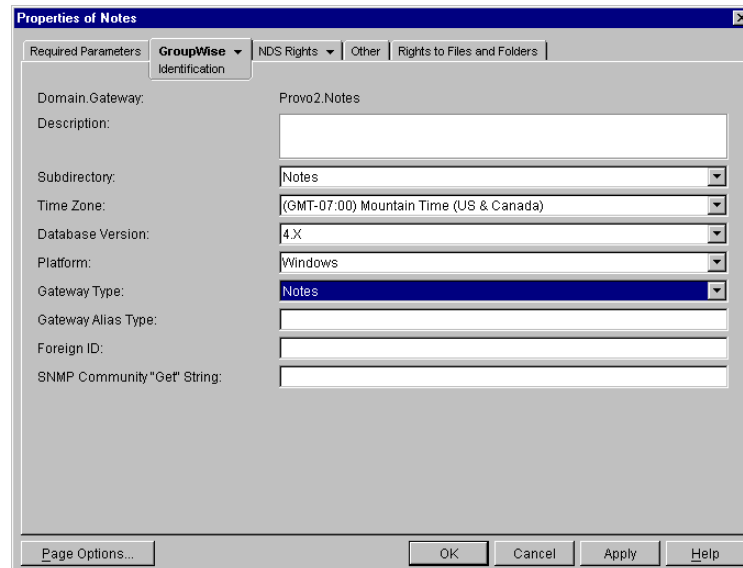 Properties of Notes
Required Parameters GroupWise NDS Rights Other Rights to Files and Folders
Identification
Domain.Gateway: Provo2.Notes
Description:
Subdirectory: Notes
Time Zone: (GMT-07:00) Mountain Time (US & Canada)
Database Version: 4.X
Platform: Windows
Gateway Type: Notes
Gateway Alias Type:
Foreign ID:
SNMP Community "Get" String:
Page Options... OK Cancel Apply Help